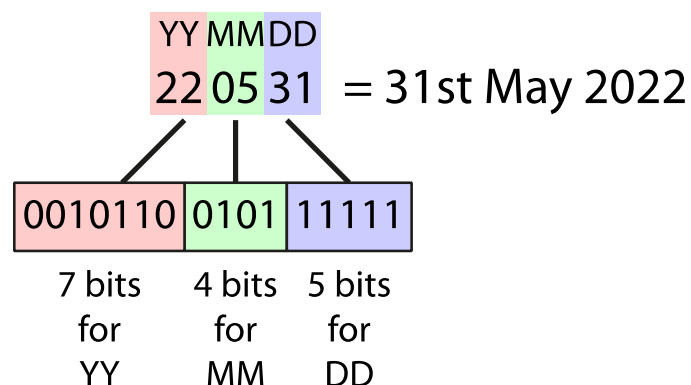 YY MM DD
22 05 31 = 31st May 2022
0010110 0101 11111
7 bits 4 bits 5 bits
for for for
YY MM DD